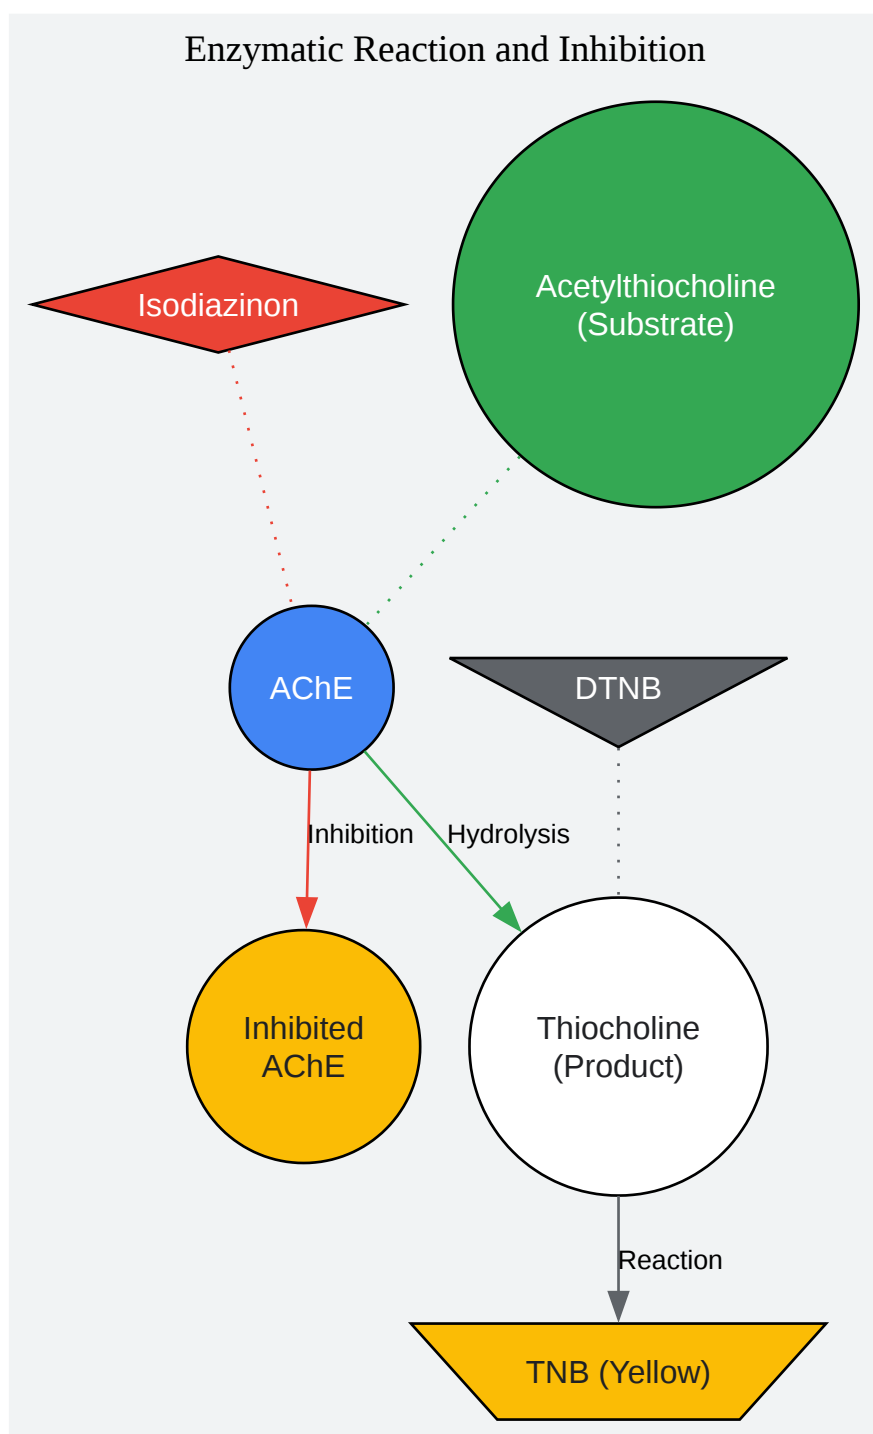 Enzymatic Reaction and Inhibition
Isodiazinon
Acetylthiocholine
(Substrate)
AChE
DTNB
Inhibition
Hydrolysis
Inhibited
AChE
Thiocholine
(Product)
Reaction
TNB (Yellow)